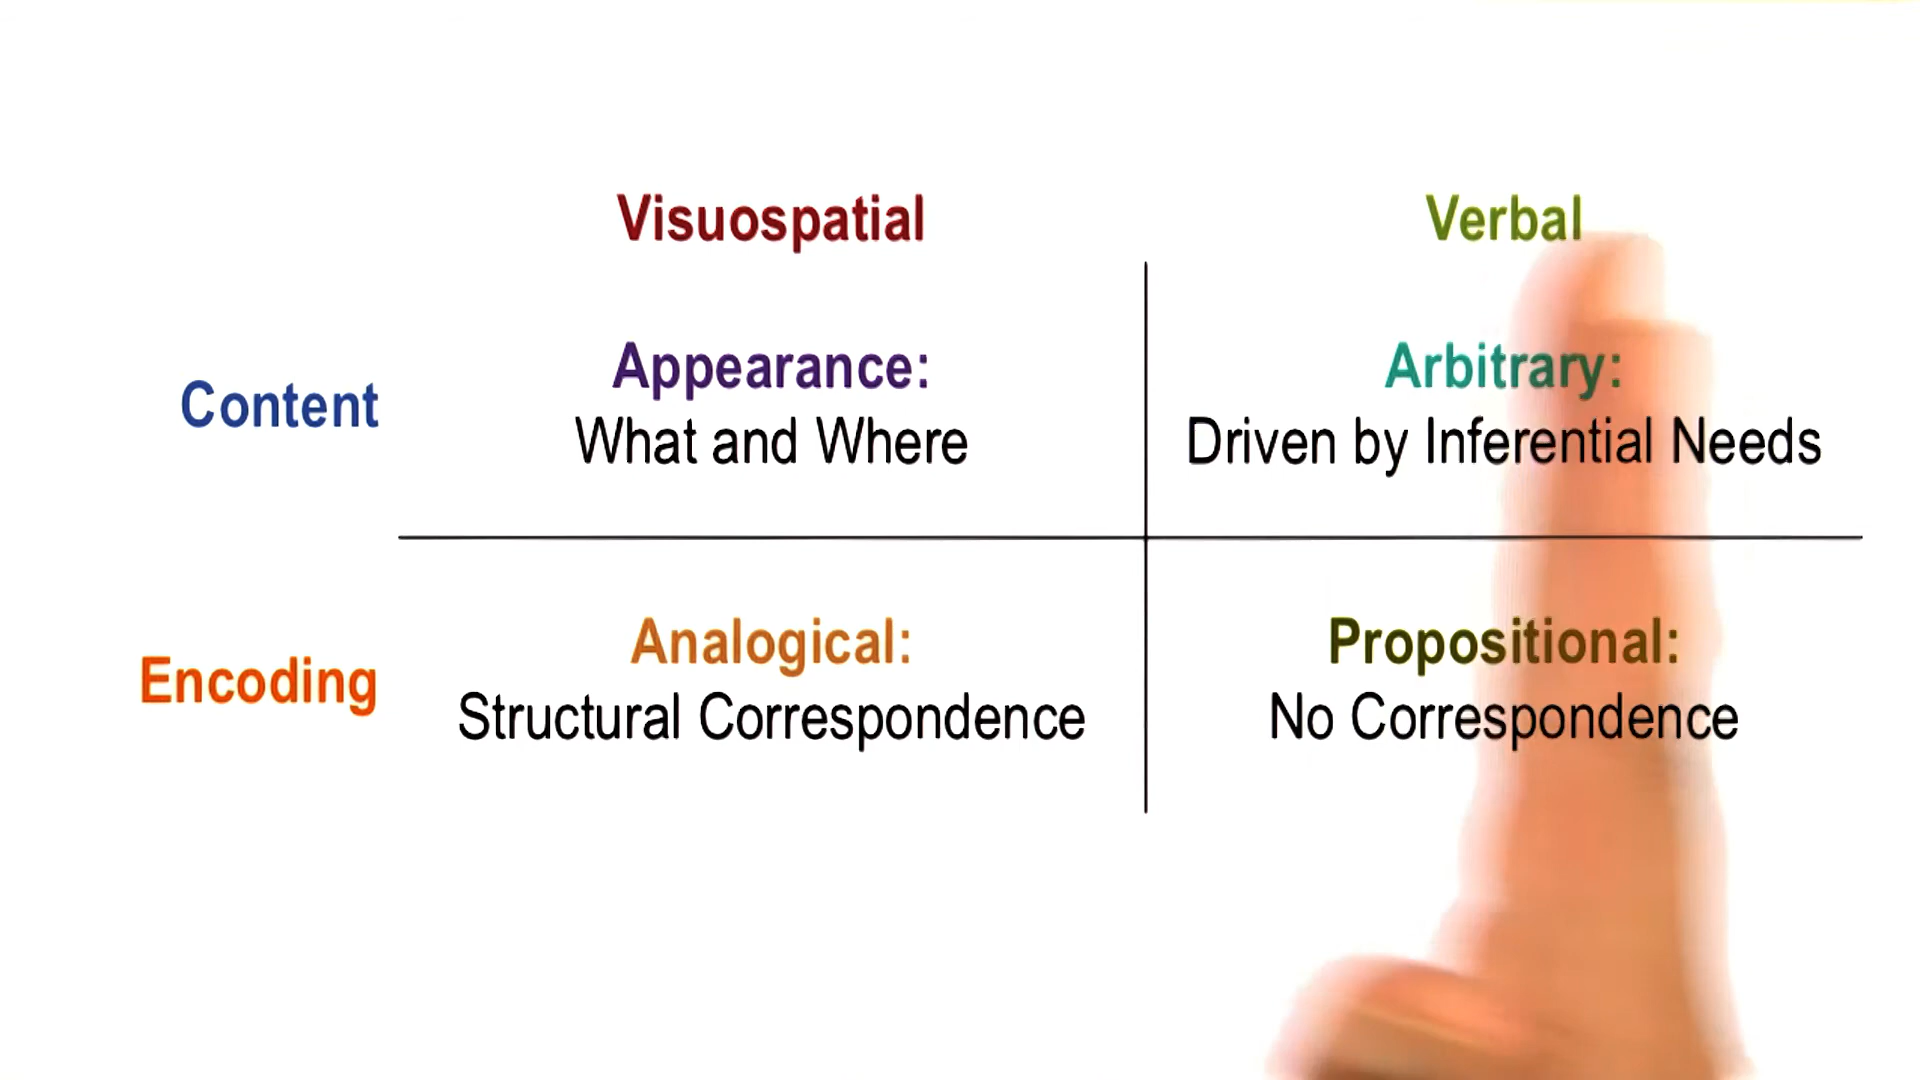 Visuospatial
Verbal
Content
Appearance:
What and Where
Arbitrary:
Driven by Inferential Needs
Encoding
Analogical:
Structural Correspondence
Propositional:
No Correspondence